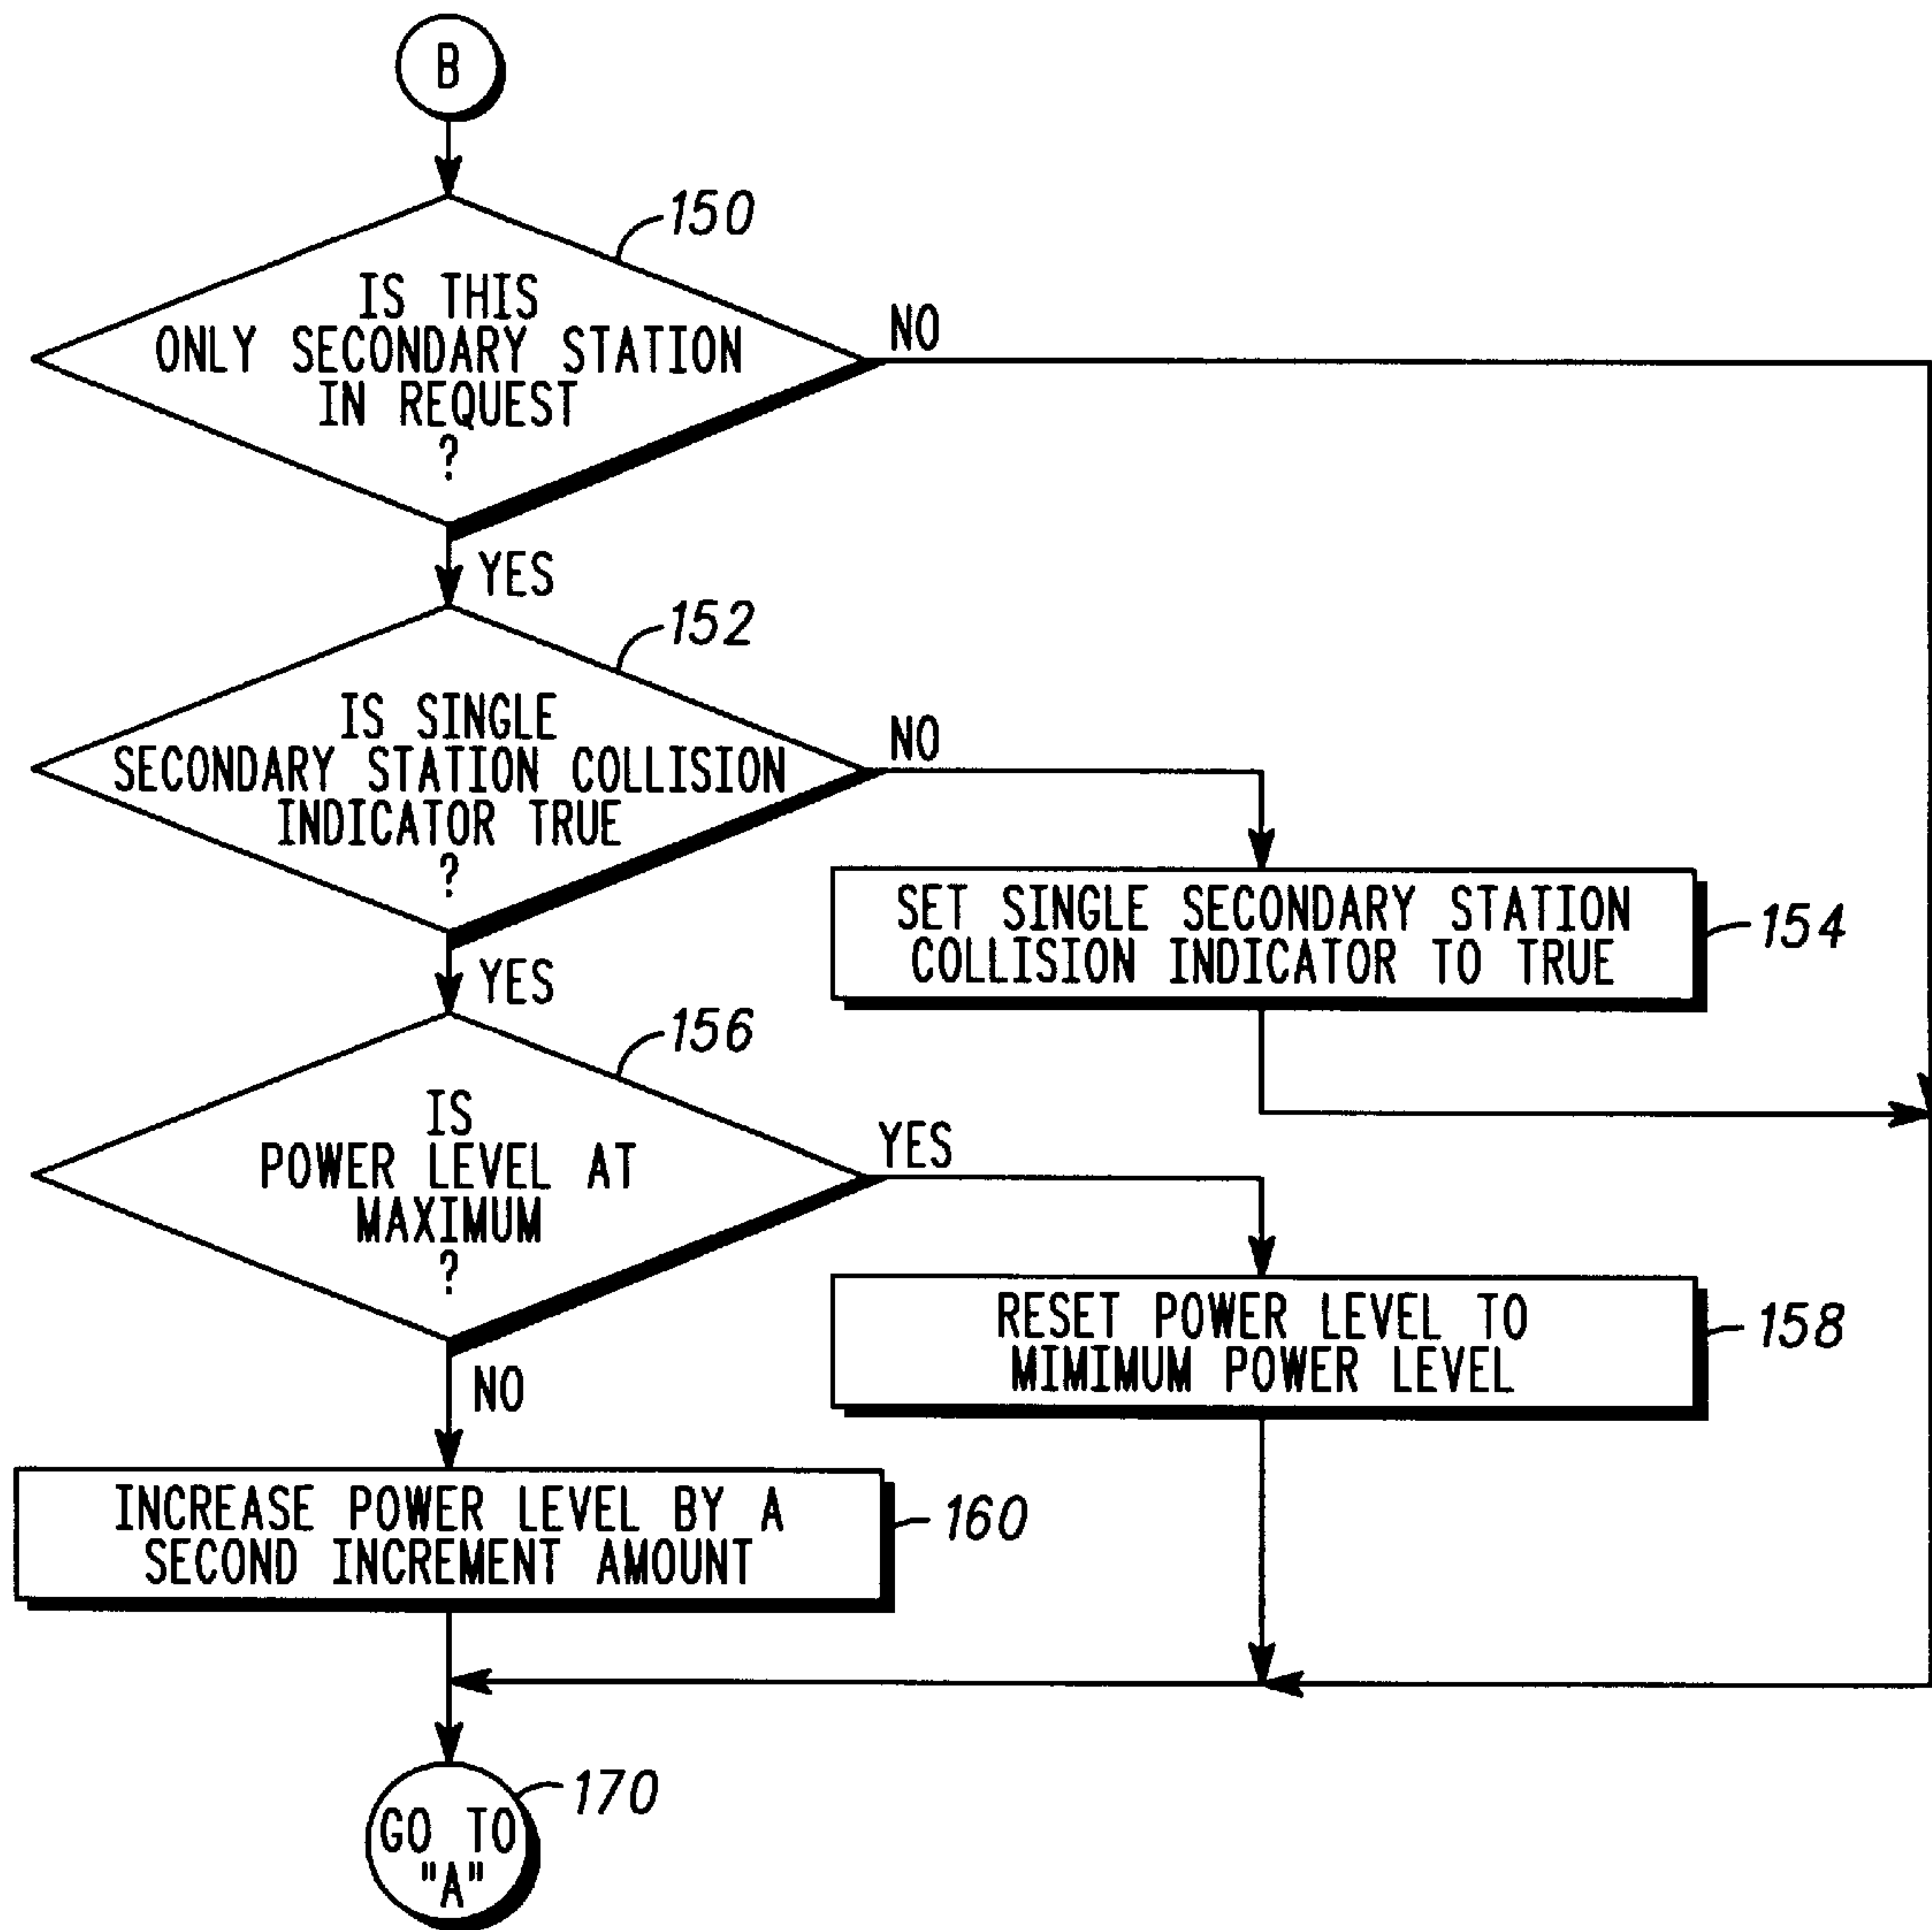 B
150
IS THIS
ONLY SECONDARY STATION
IN REQUEST
?
NO
YES
152
IS SINGLE
SECONDARY STATION COLLISION
INDICATOR TRUE
?
NO
YES
SET SINGLE SECONDARY STATION
COLLISION INDICATOR TO TRUE
154
156
IS
POWER LEVEL AT
MAXIMUM
?
YES
NO
RESET POWER LEVEL TO
MIMIMUM POWER LEVEL
158
INCREASE POWER LEVEL BY A
SECOND INCREMENT AMOUNT
160
GO TO
"A"
170